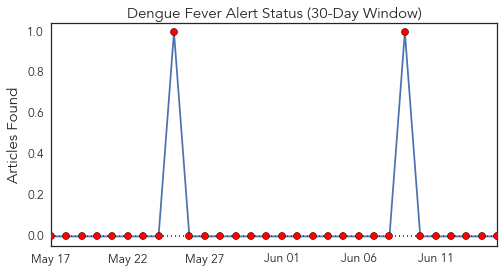 Dengue Fever Alert Status (30-Day Window)
Articles Found
1.0
0.8
0.6
0.4
0.2
0.0
May 17 May 22 May 27 Jun 01 Jun 06 Jun 11